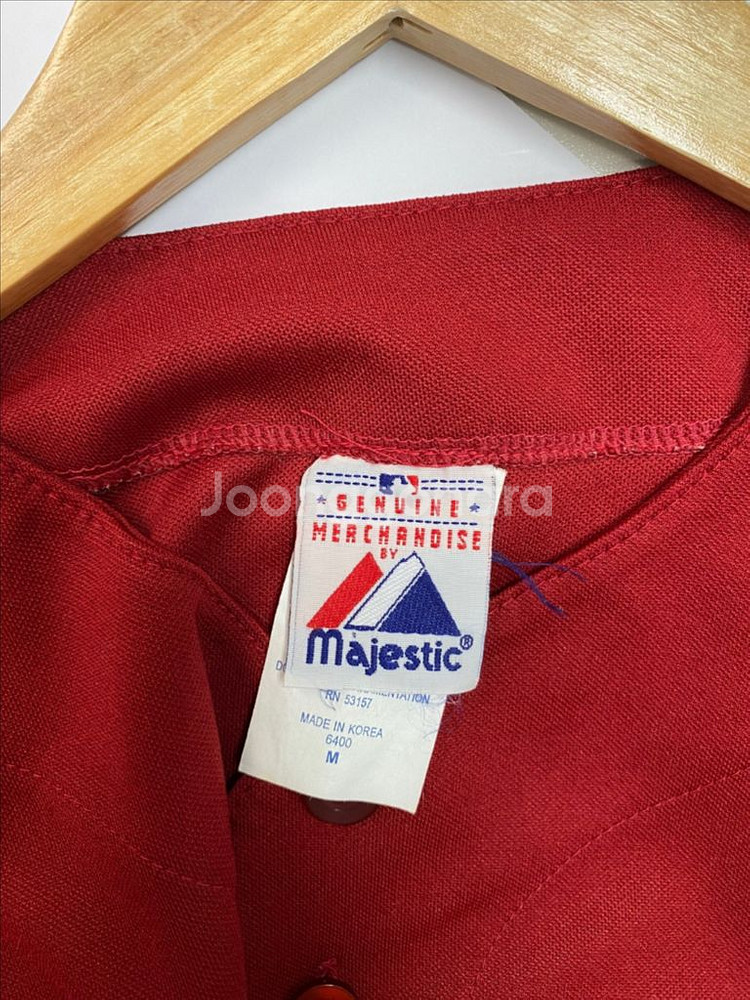 GENUINE
MERCHANDISE
BY
Majestic®
RN 53157
MADE IN KOREA
6400
M